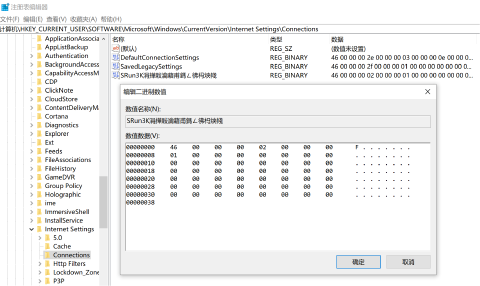 注册表编辑器
文件(F) 编辑(E) 查看(V) 收藏夹(A) 帮助(H)
计算机\HKEY_CURRENT_USER\SOFTWARE\Microsoft\Windows\CurrentVersion\Internet Settings\Connections
ApplicationAssocia
AppListBackup
Authentication
BackgroundAccess
CapabilityAccessM
CDP
ClickNote
CloudStore
ContentDeliveryMa
Cortana
Diagnostics
Explorer
Ext
Feeds
FileAssociations
FileHistory
GameDVR
Group Policy
Holographic
ime
ImmersiveShell
InstallService
Internet Settings
5.0
Cache
Connections
Http Filters
Lockdown_Zone
P3P
名称 类型 数据
(默认) REG_SZ (数值未设置)
DefaultConnectionSettings REG_BINARY 46 00 00 00 2e 00 00 00 03 00 00 00 0e 00 00 0...
SavedLegacySettings REG_BINARY 46 00 00 00 2f 00 00 00 01 00 00 00 00 00 00 0...
SRun3K REG_BINARY 46 00 00 00 02 00 00 00 01 00 00 00 00 00 00 0...
编辑二进制数值
数值名称(N):
SRun3K
数值数据(V):
00000000 46 00 00 00 02 00 00 00 F . . . . . . .
00000008 01 00 00 00 00 00 00 00 . . . . . . . .
00000010 00 00 00 00 00 00 00 00 . . . . . . . .
00000018 00 00 00 00 00 00 00 00 . . . . . . . .
00000020 00 00 00 00 00 00 00 00 . . . . . . . .
00000028 00 00 00 00 00 00 00 00 . . . . . . . .
00000030 00 00 00 00 00 00 00 00 . . . . . . . .
00000038
确定 取消